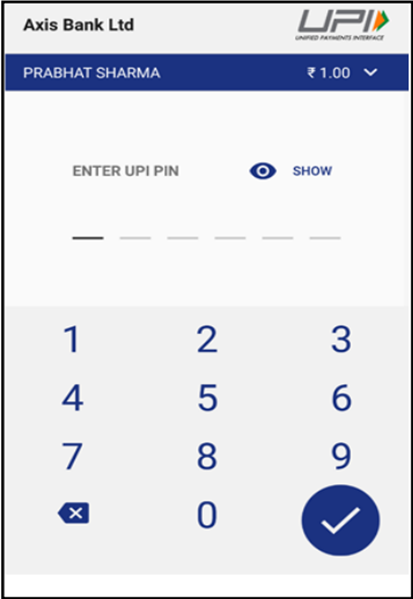 Axis Bank Ltd
UPI
UNIFIED PAYMENTS INTERFACE
PRABHAT SHARMA ₹ 1.00
ENTER UPI PIN SHOW
1 2 3
4 5 6
7 8 9
0